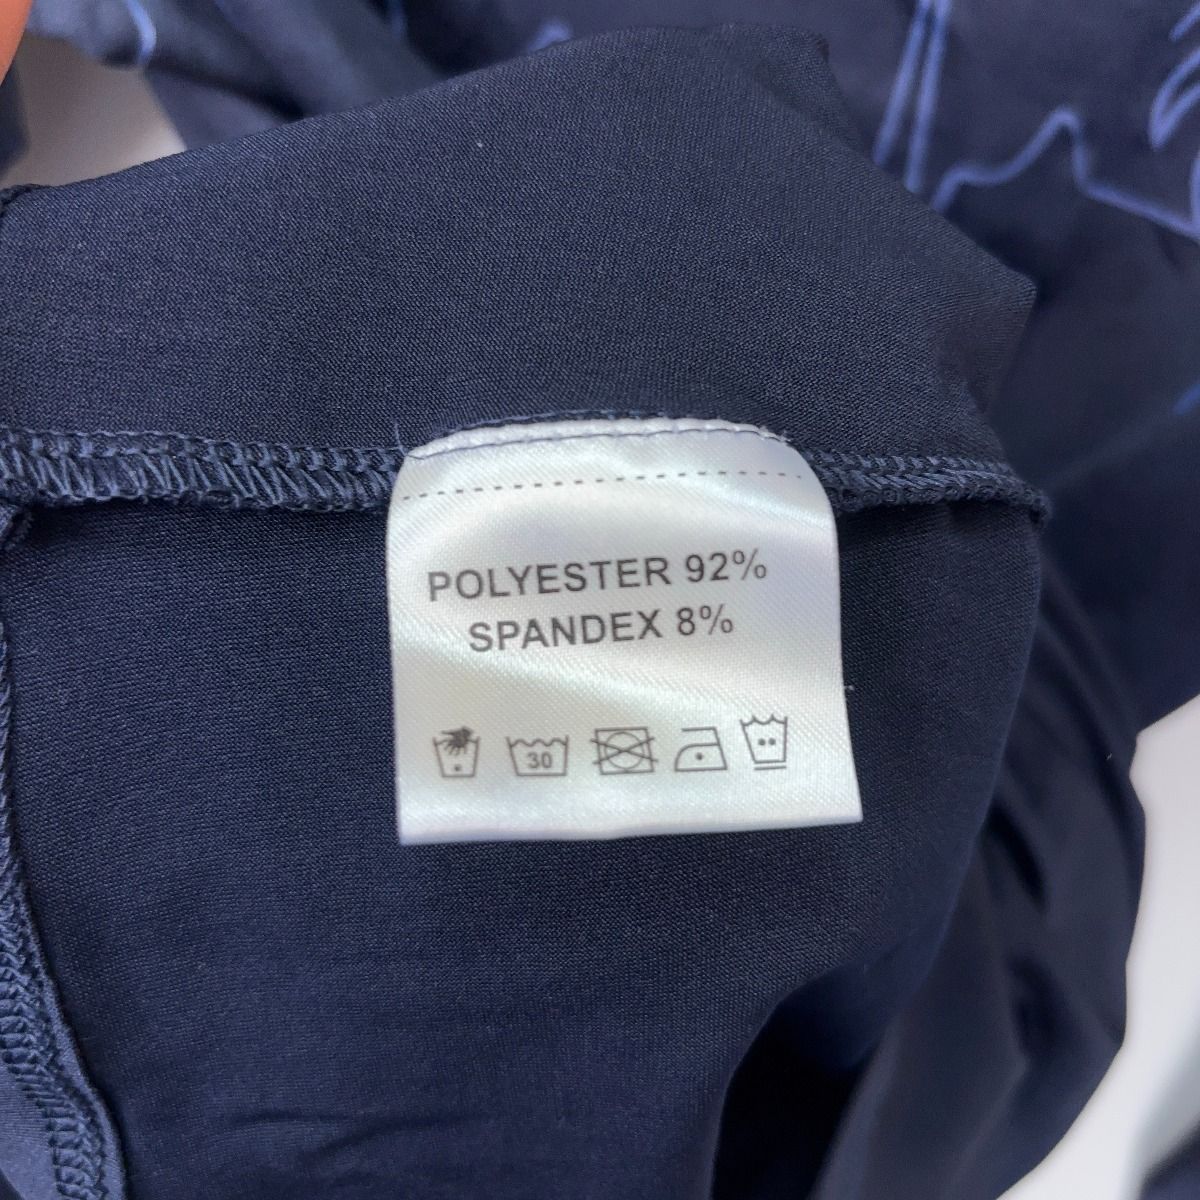 POLYESTER 92%
SPANDEX 8%
30